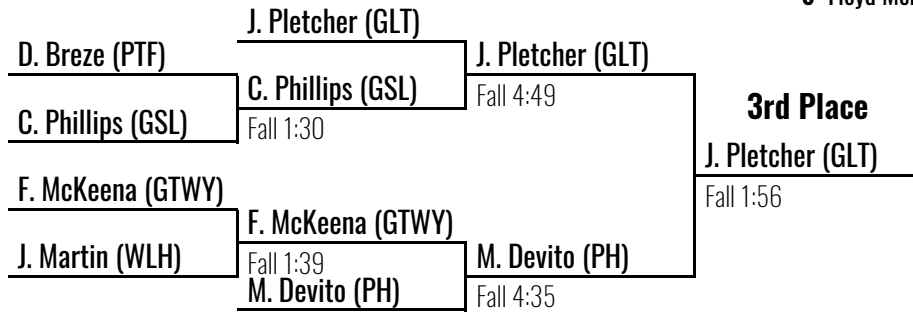 J. Pletcher (GLT)
D. Breze (PTF)
J. Pletcher (GLT)
C. Phillips (GSL)
Fall 4:49
3rd Place
C. Phillips (GSL)
Fall 1:30
J. Pletcher (GLT)
F. McKeena (GTWY)
Fall 1:56
F. McKeena (GTWY)
J. Martin (WLH)
Fall 1:39
M. Devito (PH)
M. Devito (PH)
Fall 4:35